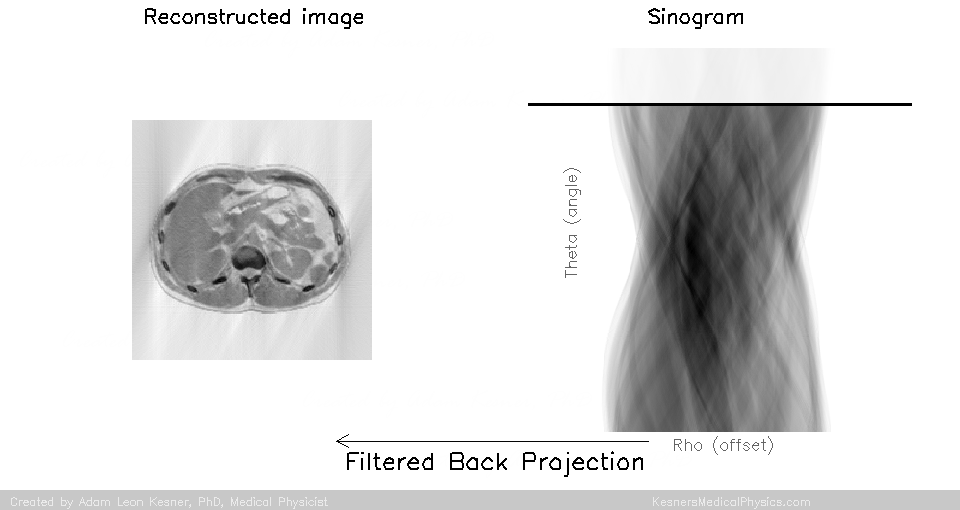 Reconstructed image
Sinogram
Theta (angle)
Rho (offset)
Filtered Back Projection
Created by Adam Leon Kesner, PhD, Medical Physicist
KesnersMedicalPhysics.com